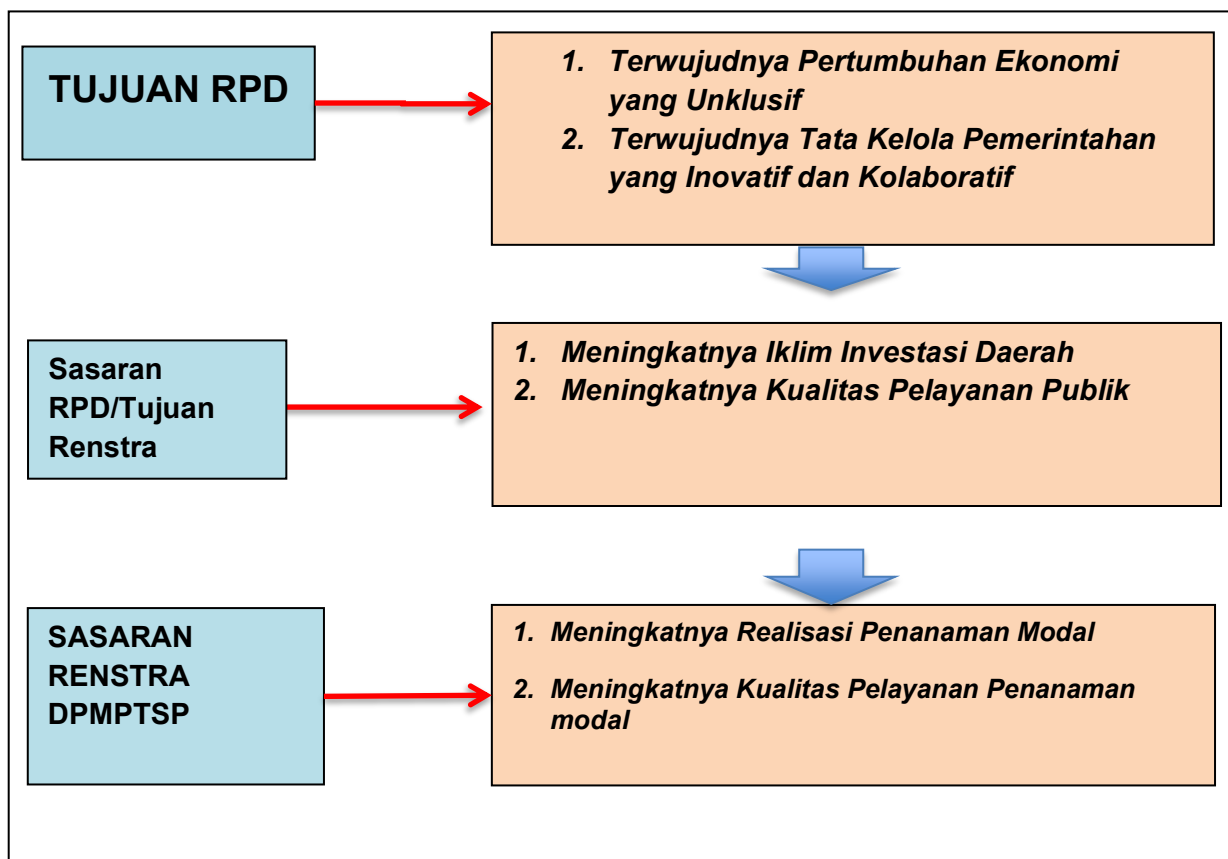 TUJUAN RPD
1. Terwujudnya Pertumbuhan Ekonomi
yang Unklusif
2. Terwujudnya Tata Kelola Pemerintahan
yang Inovatif dan Kolaboratif
Sasaran
RPD/Tujuan
Renstra
1. Meningkatnya Iklim Investasi Daerah
2. Meningkatnya Kualitas Pelayanan Publik
SASARAN
RENSTRA
DPMPTSP
1. Meningkatnya Realisasi Penanaman Modal
2. Meningkatnya Kualitas Pelayanan Penanaman
modal